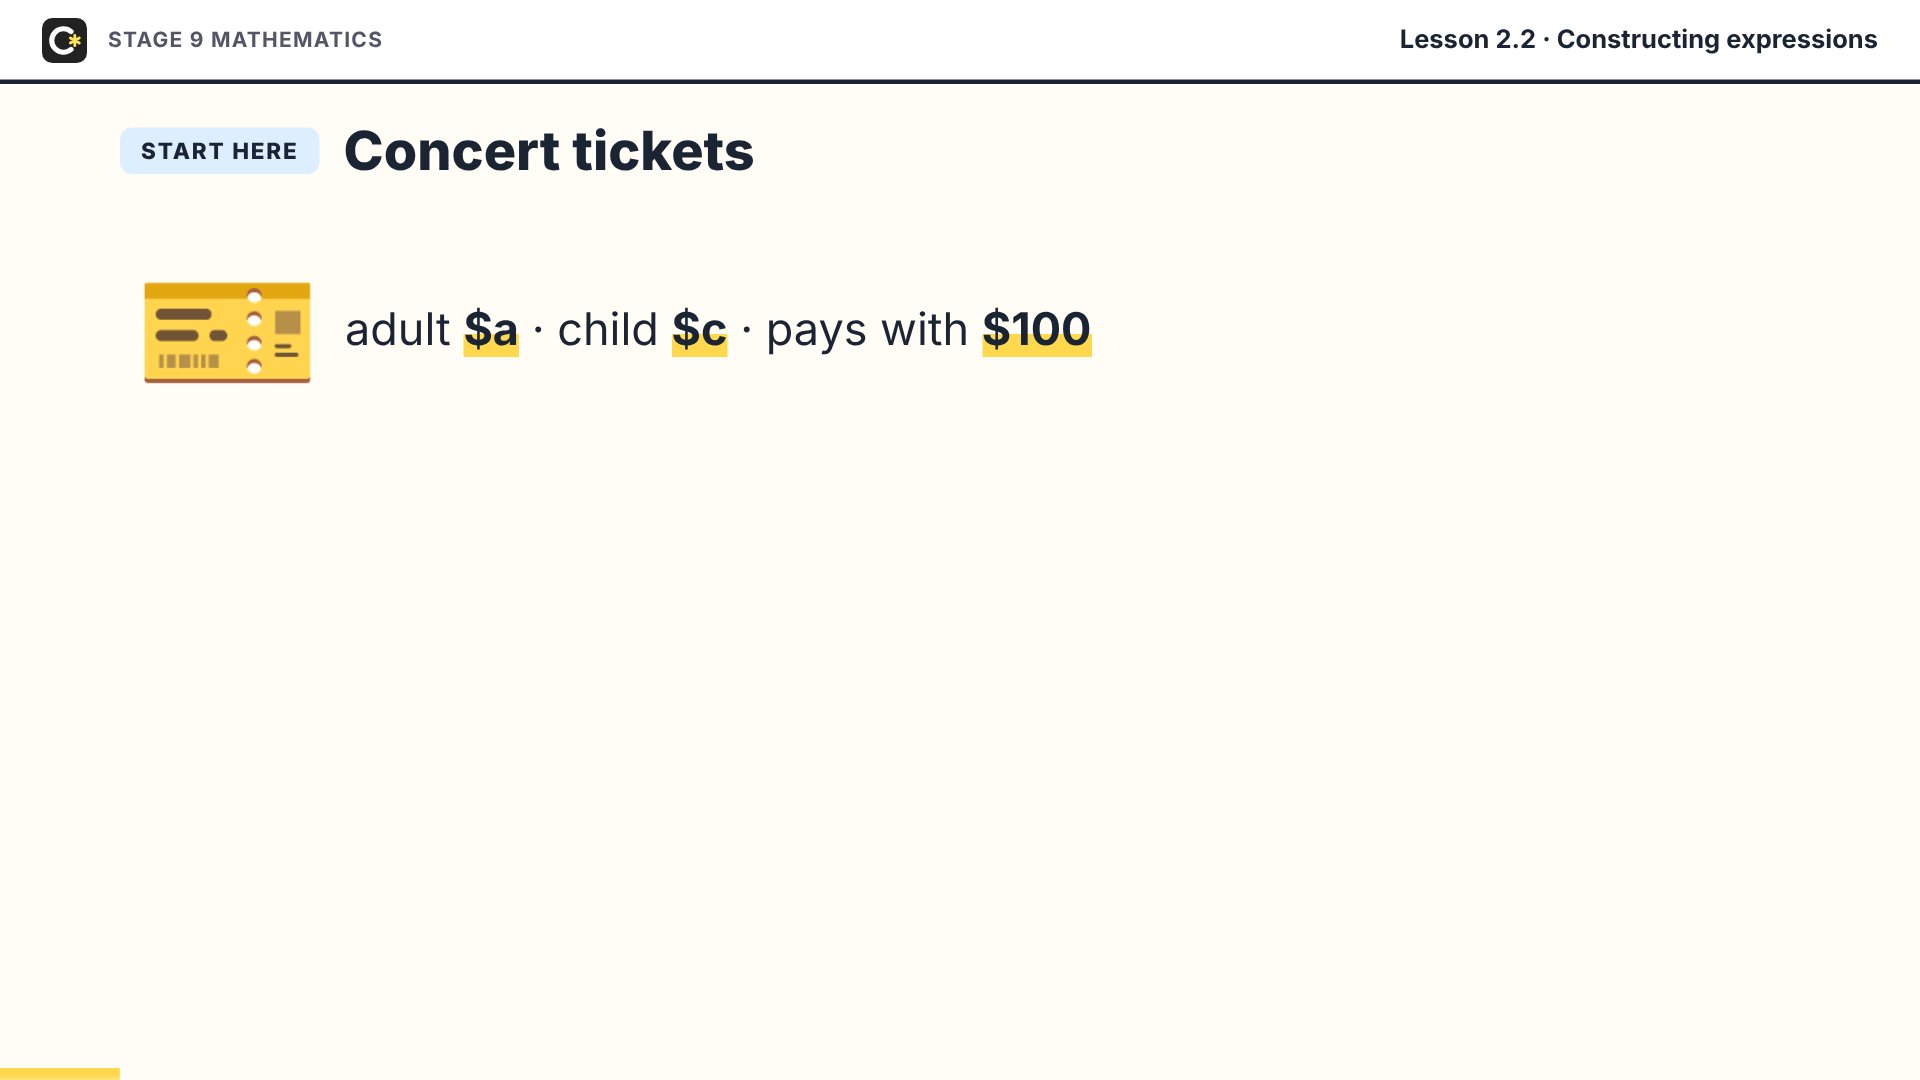 STAGE 9 MATHEMATICS
Lesson 2.2 · Constructing expressions
START HERE
Concert tickets
adult $a · child $c · pays with $100